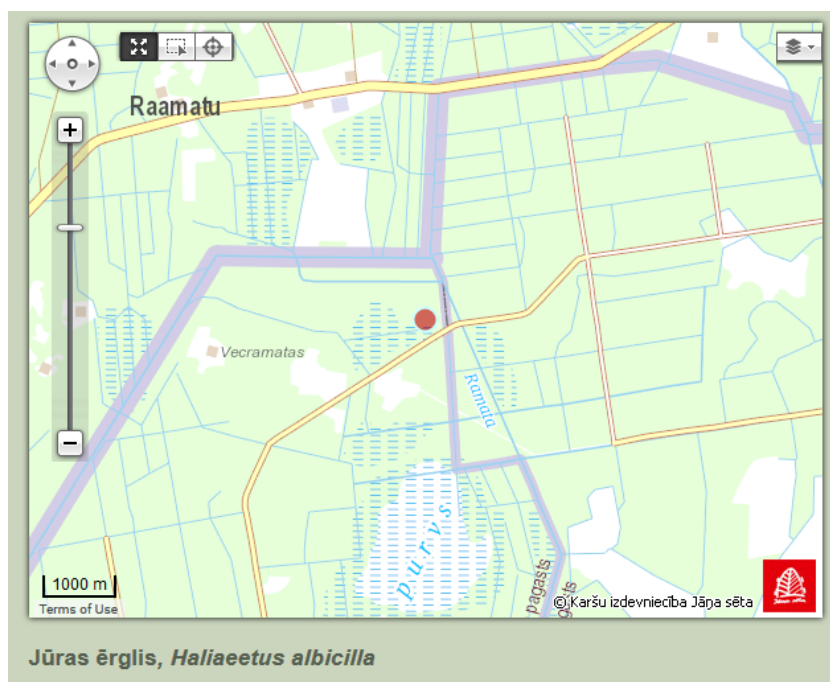 Raamatu
Vecramatas
Ramata
purvs
pagasts
1000 m
Terms of Use
© Karšu izdevniecība Jāņa sēta
Jūras ērglis, Haliaeetus albicilla